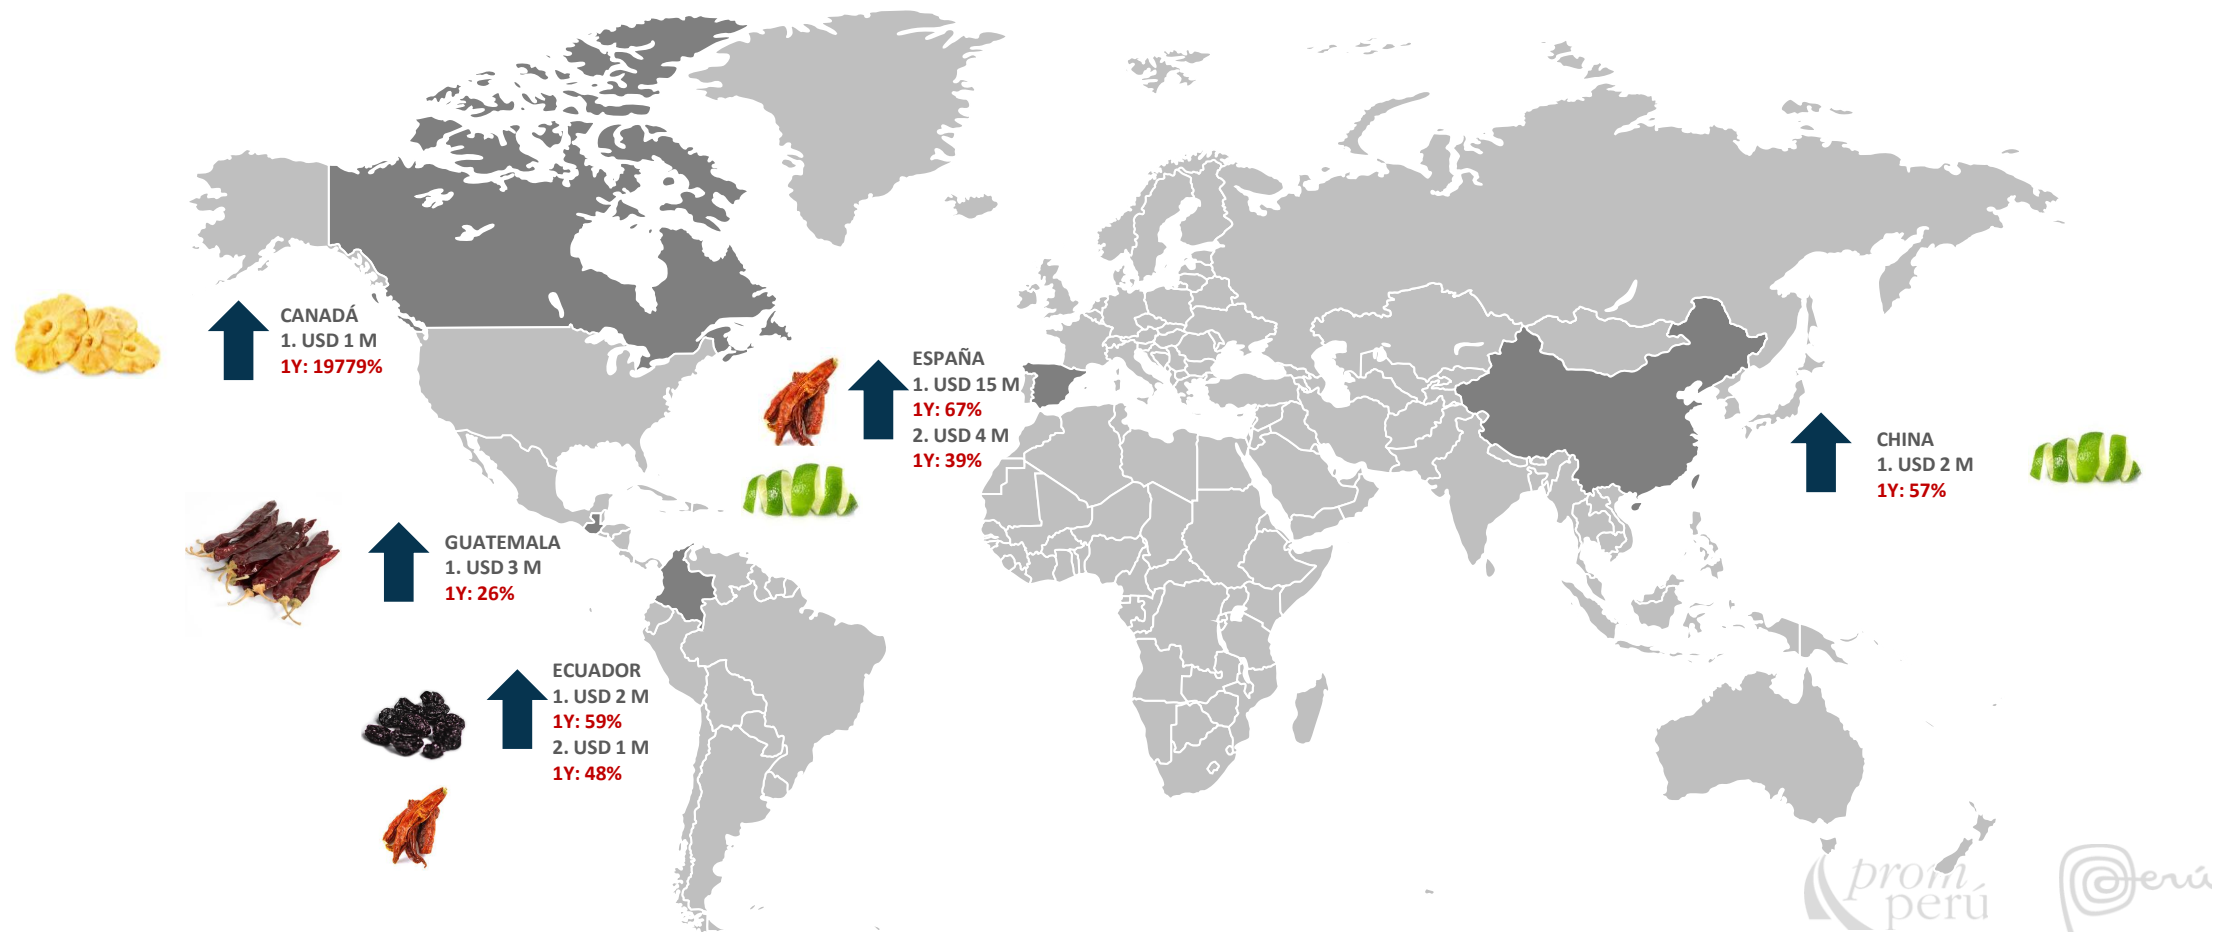 CANADÁ
1. USD 1 M
1Y: 19779%
ESPAÑA
1. USD 15 M
1Y: 67%
2. USD 4 M
1Y: 39%
CHINA
1. USD 2 M
1Y: 57%
GUATEMALA
1. USD 3 M
1Y: 26%
ECUADOR
1. USD 2 M
1Y: 59%
2. USD 1 M
1Y: 48%
prom
perú
Perú